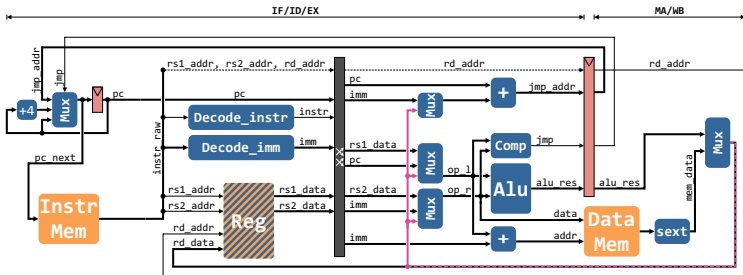 IF/ID/EX
MA/WB
jmp_addr
jmp
rs1_addr, rs2_addr, rd_addr
rd_addr
rd_addr
pc
+4
Mux
pc
pc
imm
Mux
+
jmp_addr
instr_raw
Decode_instr
instr
Decode_imm
imm
rs1_data
pc
Mux
op_l
Comp
jmp
Mux
pc_next
mem_data
Instr
Mem
rs1_addr
rs2_addr
Reg
rs1_data
rs2_data
rs2_data
imm
Mux
op_r
Alu
alu_res
alu_res
rd_addr
rd_data
imm
+
data
addr
Data
Mem
sext